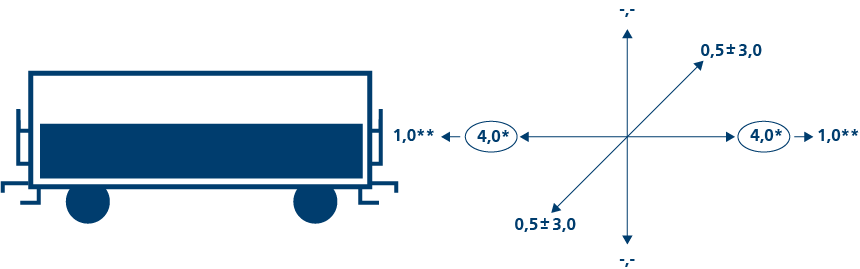 -,-
0,5 ± 3,0
1,0** 4,0* 4,0* 1,0**
0,5 ± 3,0
-,-